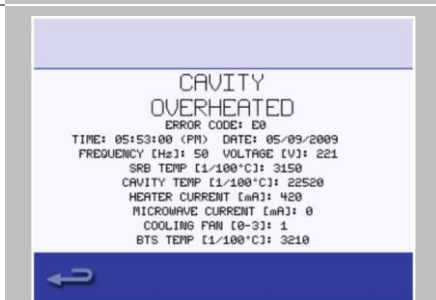 CAVITY
OVERHEATED
ERROR CODE: E0
TIME: 05:53:00 (PM) DATE: 05/09/2009
FREQUENCY [Hz]: 50 VOLTAGE [V]: 221
SRB TEMP [1/100°C]: 3150
CAVITY TEMP [1/100°C]: 22520
HEATER CURRENT [mA]: 420
MICROWAVE CURRENT [mA]: 0
COOLING FAN [0-3]: 1
BTS TEMP [1/100°C]: 3210